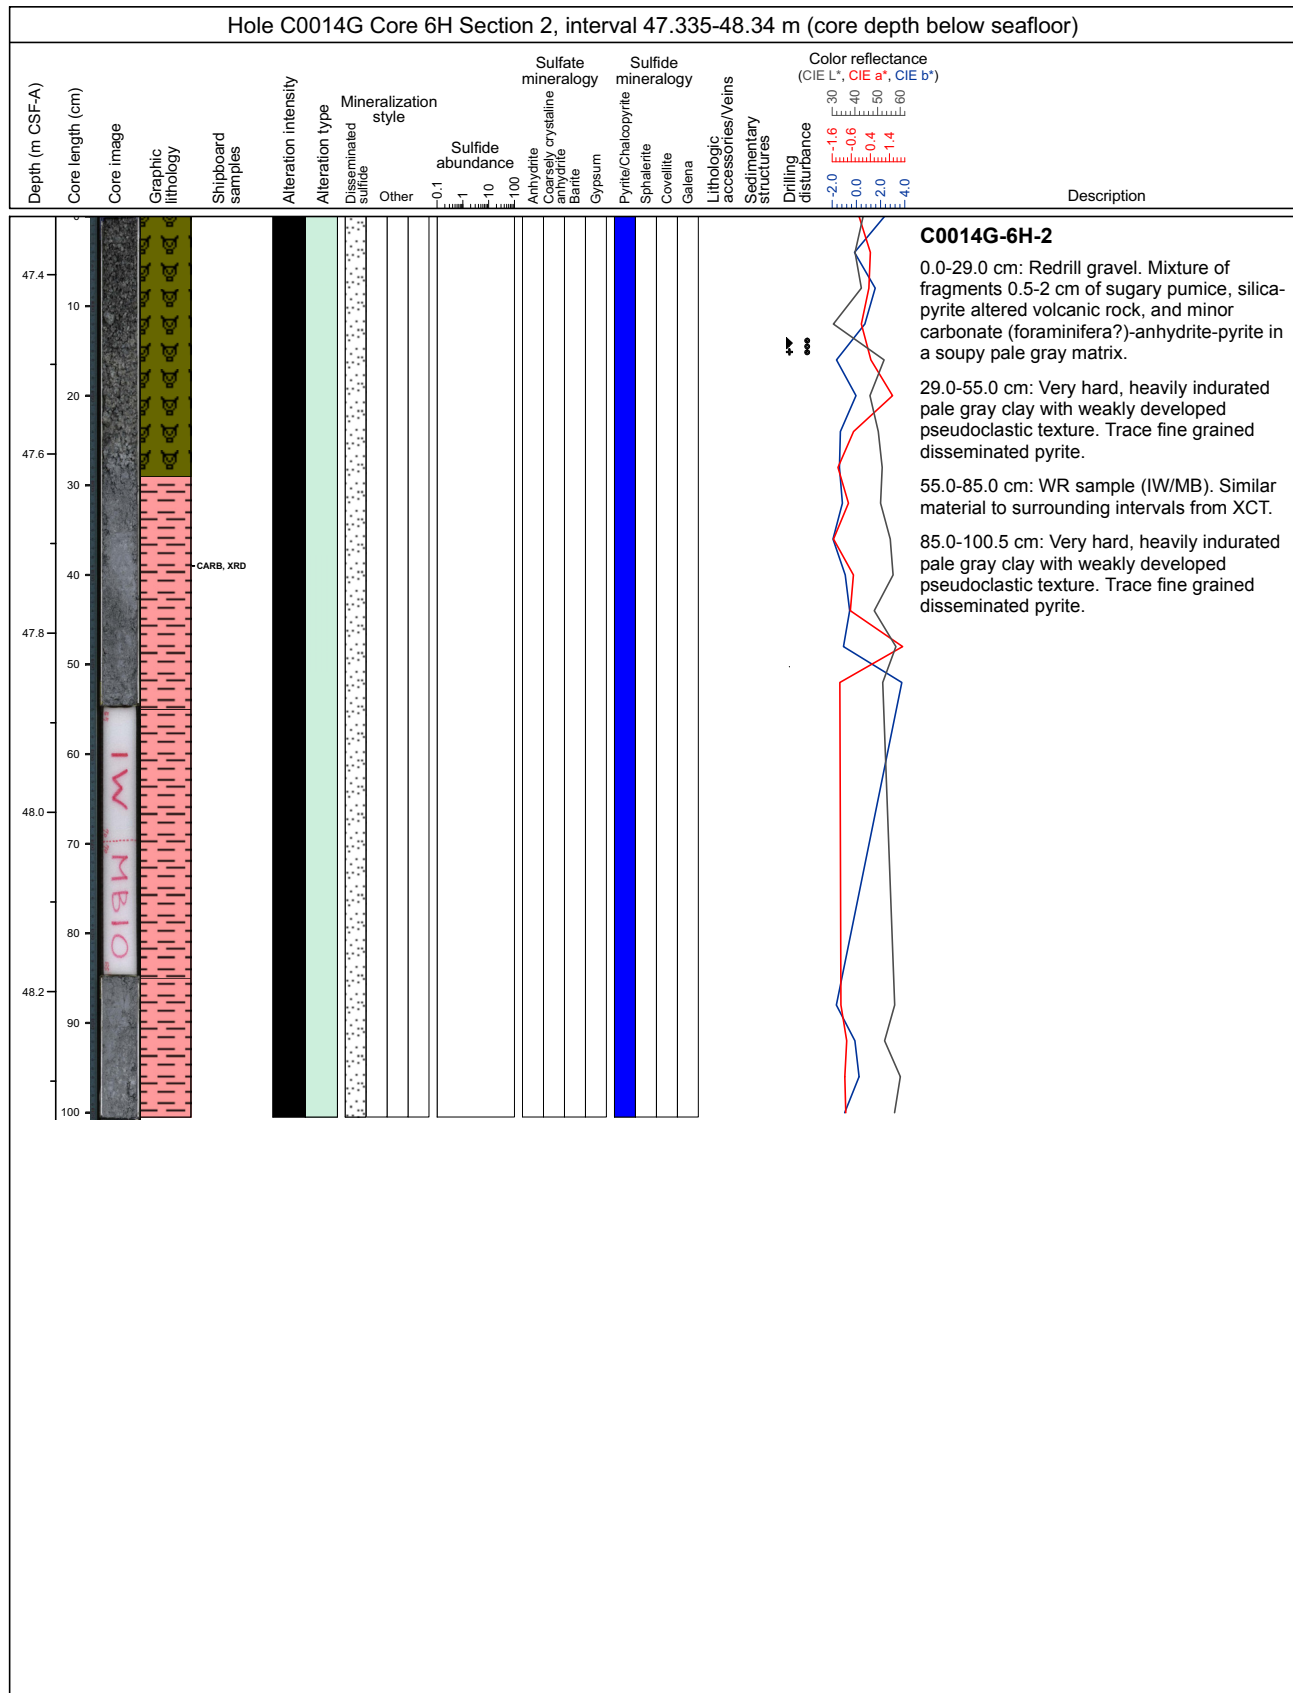 Hole C0014G Core 6H Section 2, interval 47.335-48.34 m (core depth below seafloor)
Depth (m CSF-A)
Core length (cm)
Core image
Graphic
lithology
Shipboard
samples
Alteration intensity
Alteration type
Mineralization
style
Disseminated
sulfide
Other
Sulfide
abundance
0.1
1
10
100
Sulfate
mineralogy
Anhydrite
Coarsely crystaline
anhydrite
Barite
Gypsum
Sulfide
mineralogy
Pyrite/Chalcopyrite
Sphalerite
Covellite
Galena
Lithologic
accessories/Veins
Sedimentary
structures
Drilling
disturbance
Color reflectance
(CIE L*, CIE a*, CIE b*)
30 40 50 60
-1.6 -0.6 0.4 1.4
-2.0 0.0 2.0 4.0
Description
47.4
47.6
47.8
48.0
48.2
0
10
20
30
40
50
60
70
80
90
100
IW
MBIO
CARB, XRD
C0014G-6H-2
0.0-29.0 cm: Redrill gravel. Mixture of
fragments 0.5-2 cm of sugary pumice, silica-
pyrite altered volcanic rock, and minor
carbonate (foraminifera?)-anhydrite-pyrite in
a soupy pale gray matrix.
29.0-55.0 cm: Very hard, heavily indurated
pale gray clay with weakly developed
pseudoclastic texture. Trace fine grained
disseminated pyrite.
55.0-85.0 cm: WR sample (IW/MB). Similar
material to surrounding intervals from XCT.
85.0-100.5 cm: Very hard, heavily indurated
pale gray clay with weakly developed
pseudoclastic texture. Trace fine grained
disseminated pyrite.